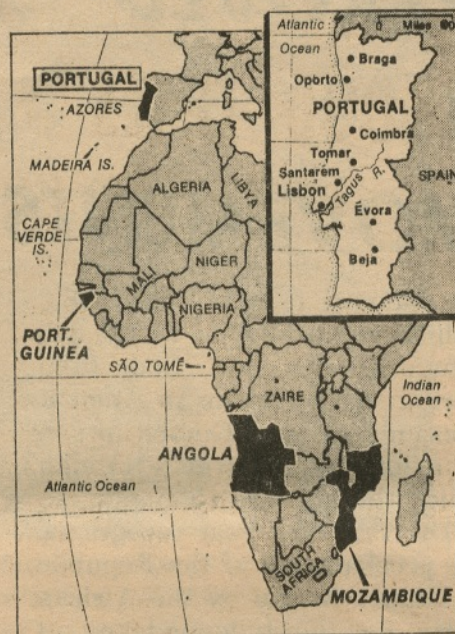 PORTUGAL
AZORES
MADEIRA IS.
CAPE
VERDE
IS.
ALGERIA
LIBYA
MALI
NIGER
NIGERIA
PORT.
GUINEA
SÃO TOMÉ
ZAIRE
ANGOLA
Indian
Ocean
Atlantic Ocean
SOUTH
AFRICA
MOZAMBIQUE
Atlantic
Ocean
0 Miles
Braga
Oporto
PORTUGAL
Coimbra
Tomar
Santarém
Lisbon
Tagus R.
SPAIN
Évora
Beja